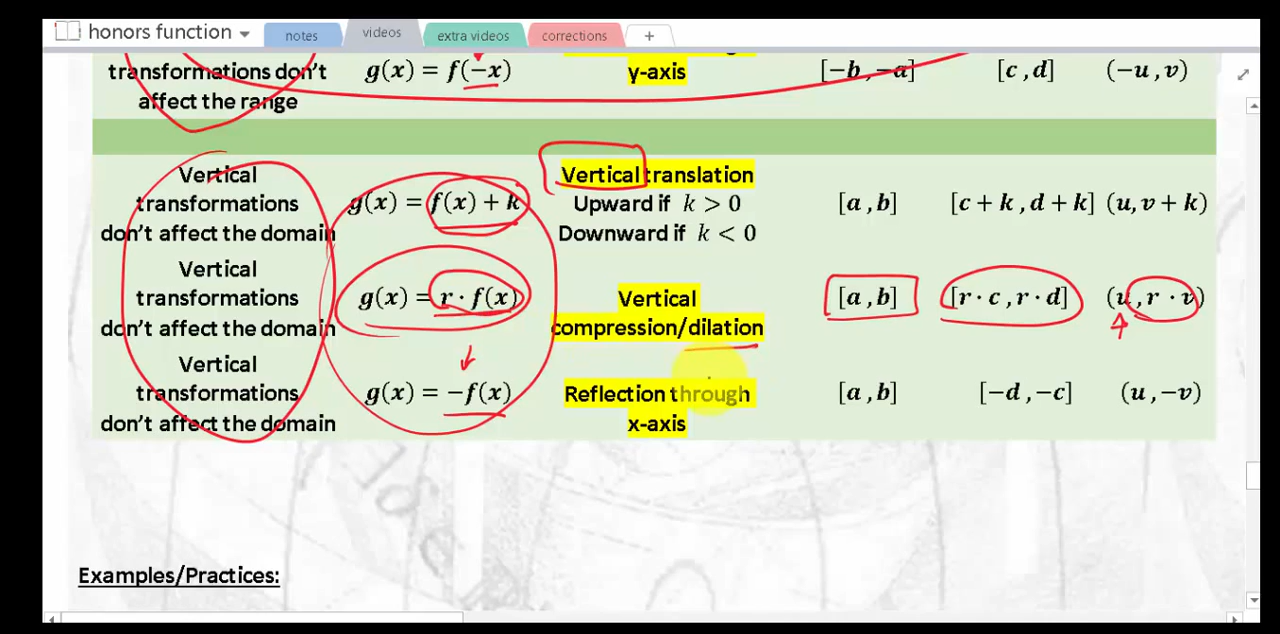 honors function
notes
videos
extra videos
corrections
+
transformations don't g(x) = f(−x) y-axis [−b, −a] [c, d] (−u, v)
affect the range
Vertical Vertical translation
transformations g(x) = f(x) + k Upward if k > 0 [a, b] [c + k, d + k] (u, v + k)
don't affect the domain Downward if k < 0
Vertical
transformations g(x) = r · f(x) Vertical [a, b] [r · c, r · d] (u, r · v)
don't affect the domain compression/dilation
Vertical
transformations g(x) = −f(x) Reflection through [a, b] [−d, −c] (u, −v)
don't affect the domain x-axis
Examples/Practices: